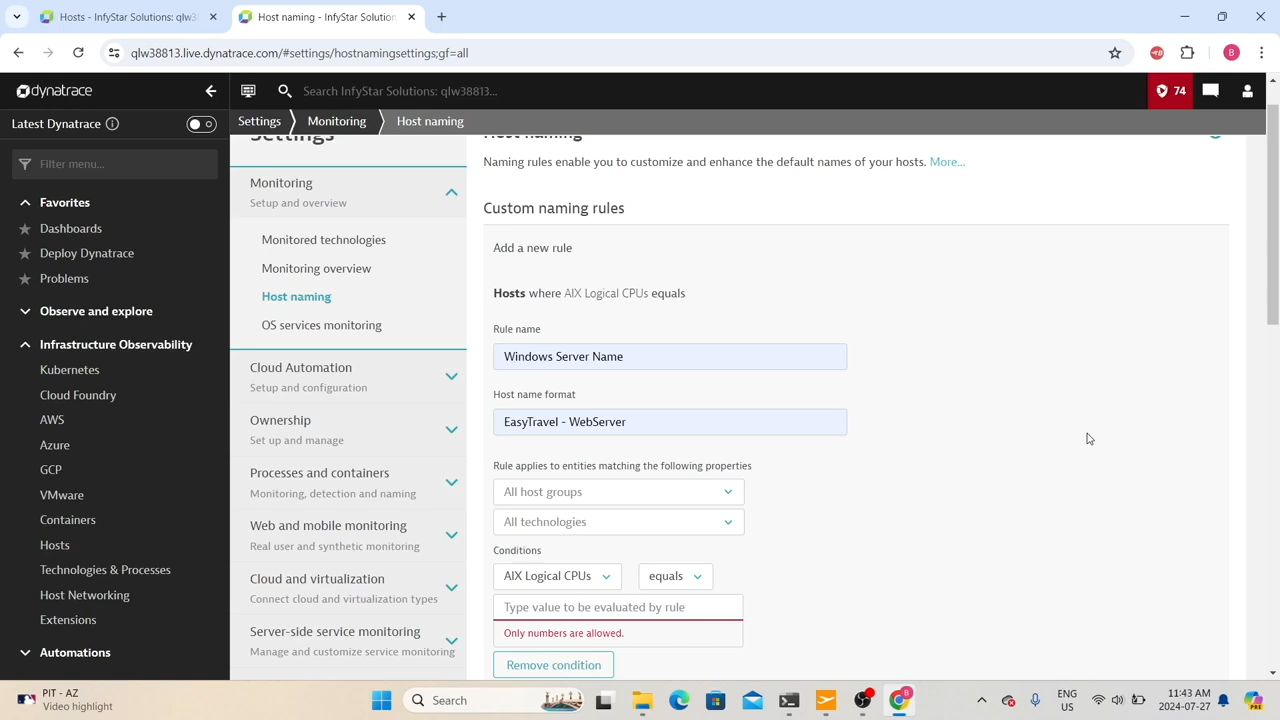 Hosts - InfyStar Solutions: qlw3
Host naming - InfyStar Solution
qlw38813.live.dynatrace.com/#settings/hostnamingsettings;gf=all
B
dynatrace
Search InfyStar Solutions: qlw38813...
74
Latest Dynatrace
Settings
Monitoring
Host naming
Filter menu...
Favorites
Dashboards
Deploy Dynatrace
Problems
Observe and explore
Infrastructure Observability
Kubernetes
Cloud Foundry
AWS
Azure
GCP
VMware
Containers
Hosts
Technologies & Processes
Host Networking
Extensions
Automations
Settings
Monitoring
Setup and overview
Monitored technologies
Monitoring overview
Host naming
OS services monitoring
Cloud Automation
Setup and configuration
Ownership
Set up and manage
Processes and containers
Monitoring, detection and naming
Web and mobile monitoring
Real user and synthetic monitoring
Cloud and virtualization
Connect cloud and virtualization types
Server-side service monitoring
Manage and customize service monitoring
Host naming
Naming rules enable you to customize and enhance the default names of your hosts. More...
Custom naming rules
Add a new rule
Hosts where AIX Logical CPUs equals
Rule name
Windows Server Name
Host name format
EasyTravel - WebServer
Rule applies to entities matching the following properties
All host groups
All technologies
Conditions
AIX Logical CPUs
equals
Type value to be evaluated by rule
Only numbers are allowed.
Remove condition
PIT - AZ
Video highlight
Search
ENG
US
11:43 AM
2024-07-27